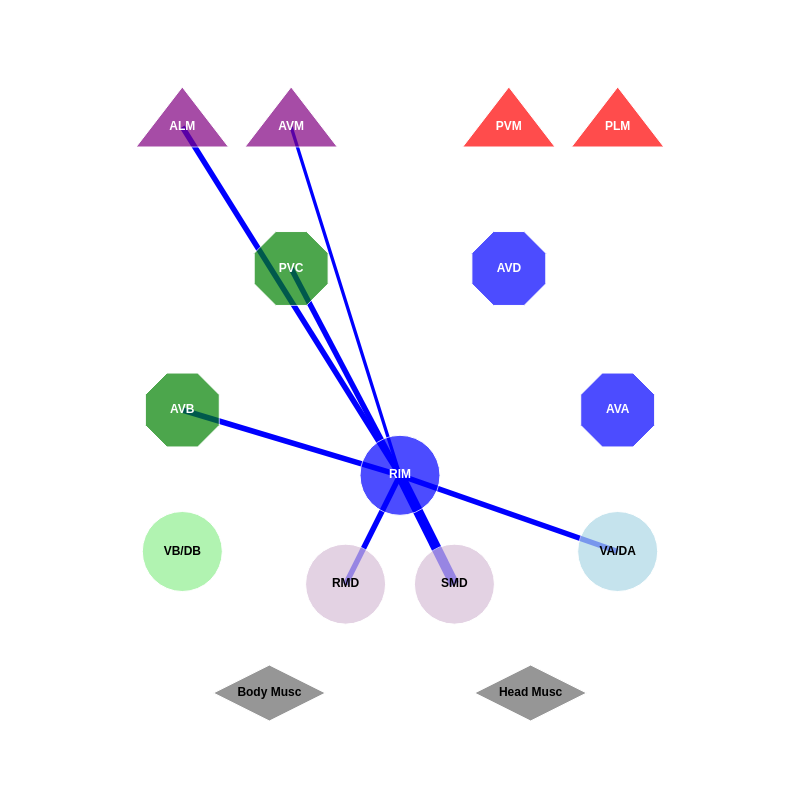 ALM
AVM
PVM
PLM
PVC
AVD
AVB
AVA
RIM
VB/DB
VA/DA
RMD
SMD
Body Musc
Head Musc